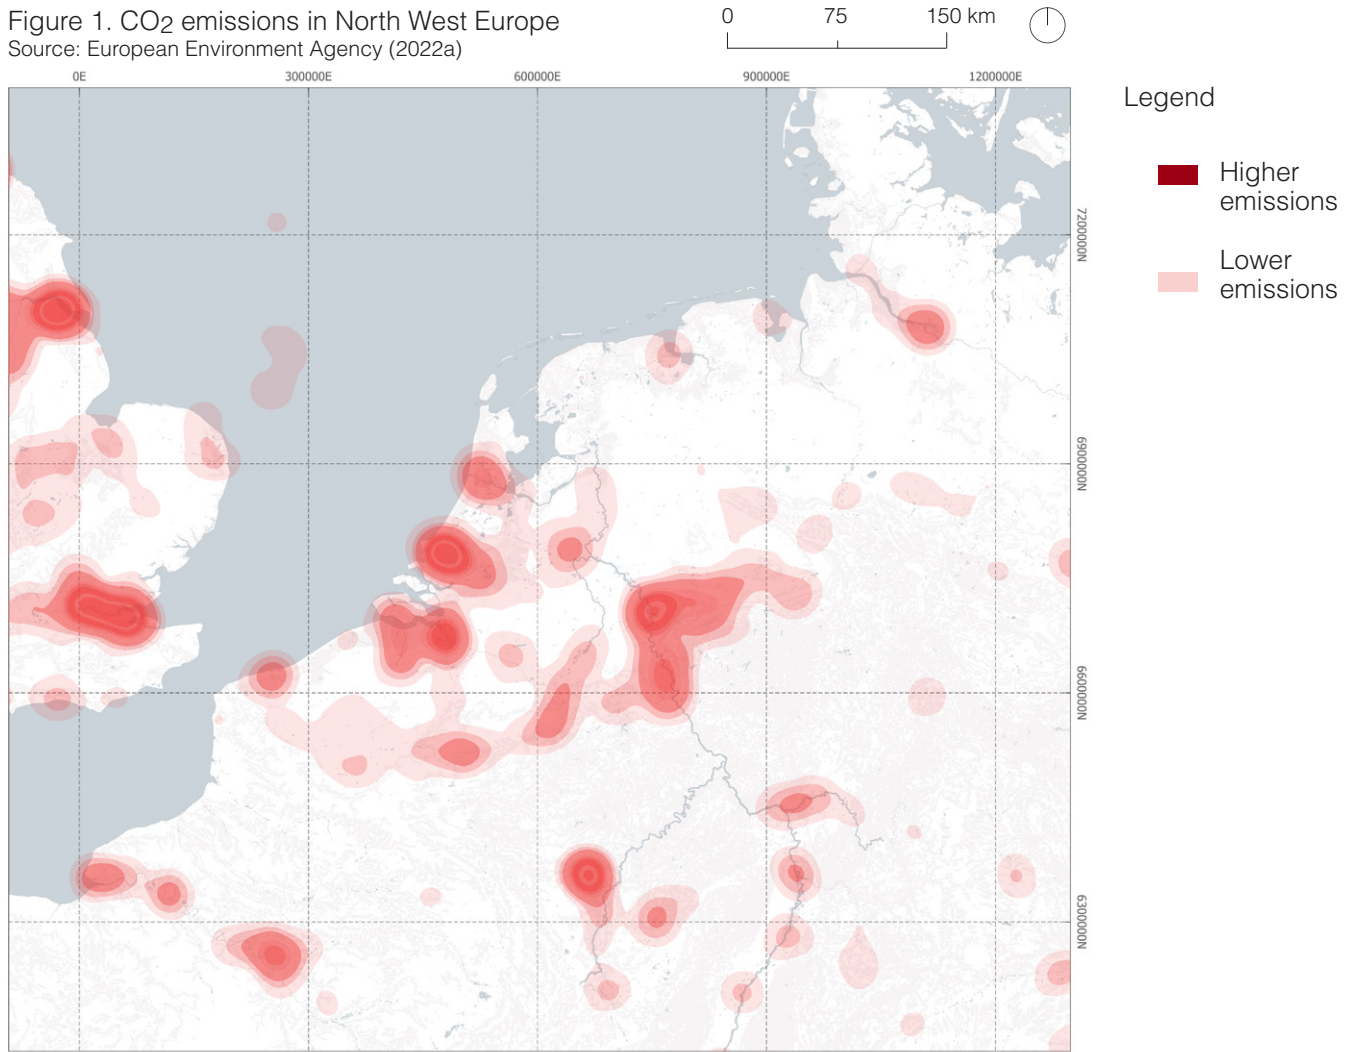 Figure 1. CO2 emissions in North West Europe
Source: European Environment Agency (2022a)
0 75 150 km
0E 300000E 600000E 900000E 1200000E
Legend
Higher
emissions
Lower
emissions
7200000N
6900000N
6600000N
6300000N